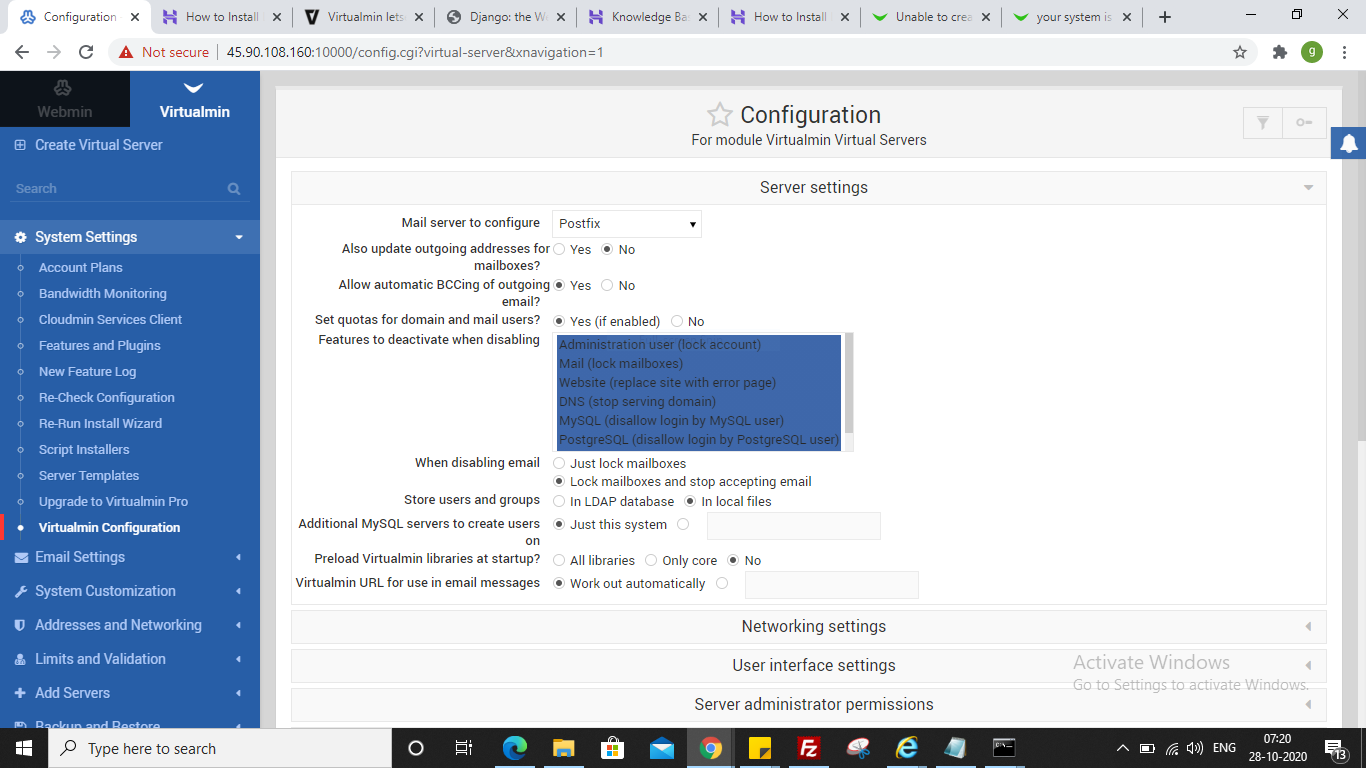 Configuration
How to Install
Virtualmin lets
Django: the We
Knowledge Bas
How to Install
Unable to crea
your system is
Not secure
45.90.108.160:10000/config.cgi?virtual-server&xnavigation=1
g
Webmin
Virtualmin
Create Virtual Server
Search
System Settings
Account Plans
Bandwidth Monitoring
Cloudmin Services Client
Features and Plugins
New Feature Log
Re-Check Configuration
Re-Run Install Wizard
Script Installers
Server Templates
Upgrade to Virtualmin Pro
Virtualmin Configuration
Email Settings
System Customization
Addresses and Networking
Limits and Validation
Add Servers
Backup and Restore
Configuration
For module Virtualmin Virtual Servers
Server settings
Mail server to configure Postfix
Also update outgoing addresses for Yes No
mailboxes?
Allow automatic BCCing of outgoing Yes No
email?
Set quotas for domain and mail users? Yes (if enabled) No
Features to deactivate when disabling
Administration user (lock account)
Mail (lock mailboxes)
Website (replace site with error page)
DNS (stop serving domain)
MySQL (disallow login by MySQL user)
PostgreSQL (disallow login by PostgreSQL user)
When disabling email Just lock mailboxes
Lock mailboxes and stop accepting email
Store users and groups In LDAP database In local files
Additional MySQL servers to create users Just this system
on
Preload Virtualmin libraries at startup? All libraries Only core No
Virtualmin URL for use in email messages Work out automatically
Networking settings
User interface settings
Server administrator permissions
Activate Windows
Go to Settings to activate Windows.
Type here to search
ENG
07:20
28-10-2020
13